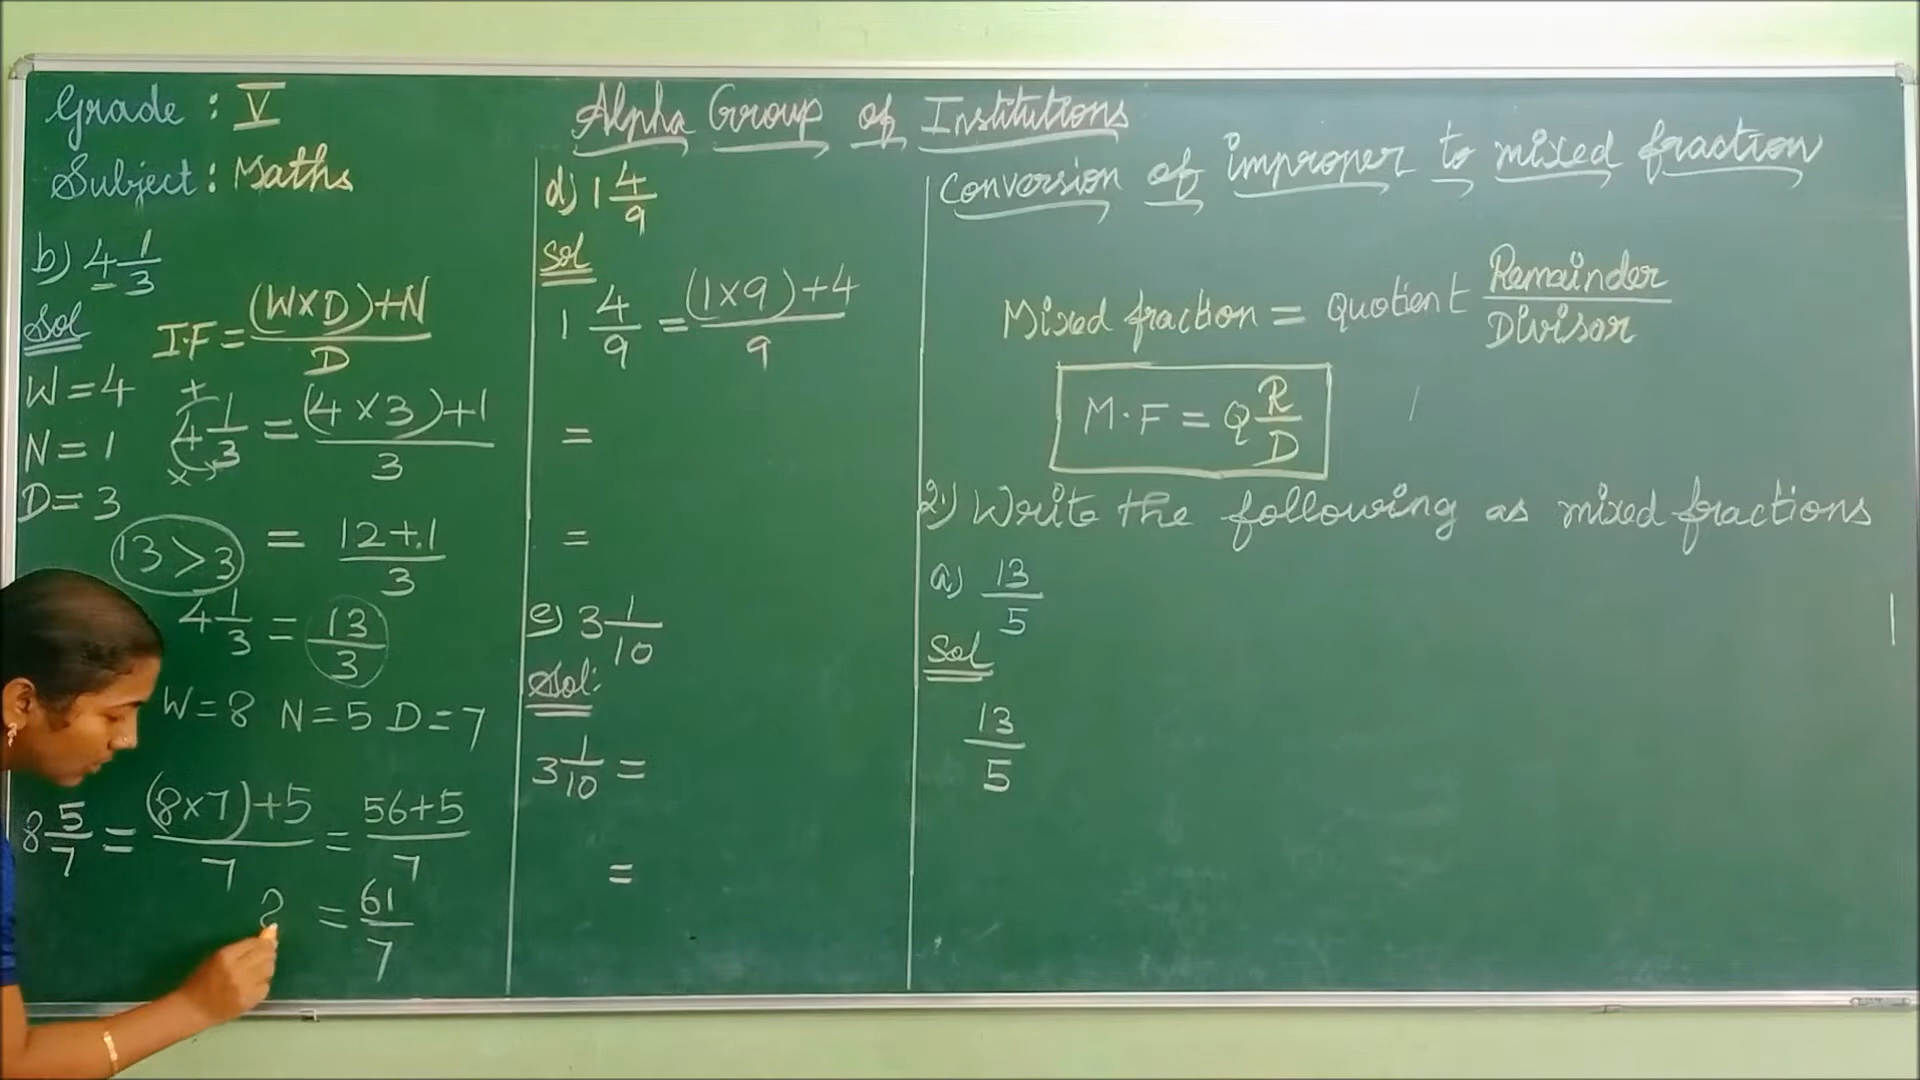 Grade : V
Subject : Maths
Alpha Group of Institutions
b) 4 1/3
Sol
I.F = (W×D)+N / D
W = 4
N = 1
D = 3
+
4 1/3 = (4×3)+1 / 3
×
13 > 3
= 12+1 / 3
4 1/3 = 13/3
W = 8 N = 5 D = 7
8 5/7 = (8×7)+5 / 7 = 56+5 / 7
= 61/7
d) 1 4/9
Sol
1 4/9 = (1×9)+4 / 9
=
=
e) 3 1/10
Sol:
3 1/10 =
=
Conversion of improper to mixed fraction
Mixed fraction = Quotient Remainder/Divisor
M.F = Q R/D
2.) Write the following as mixed fractions
a) 13/5
Sol
13/5